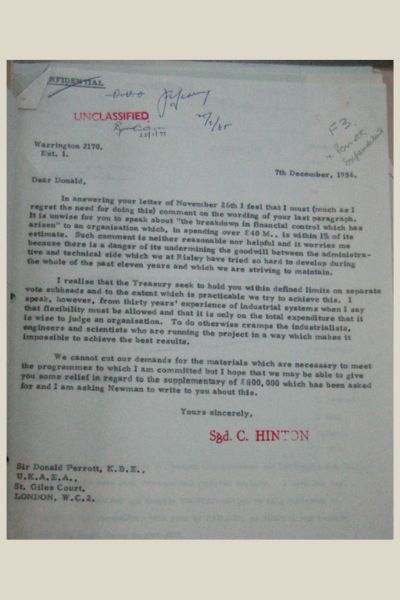 CONFIDENTIAL
UNCLASSIFIED
Warrington 2170,
Ext. 1.
7th December, 1956.
Dear Donald,
In answering your letter of November 26th I feel that I must (much as I
regret the need for doing this) comment on the wording of your last paragraph.
It is unwise for you to speak about "the breakdown in financial control which has
arisen" to an organisation which, in spending over £40 M., is within 1% of its
estimate. Such comment is neither reasonable nor helpful and it worries me
because there is a danger of its undermining the goodwill between the administra-
tive and technical side which we at Risley have tried so hard to develop during
the whole of the past eleven years and which we are striving to maintain.
I realise that the Treasury seek to hold you within defined limits on separate
vote subheads and to the extent which is practicable we try to achieve this. I
speak, however, from thirty years' experience of industrial systems when I say
that flexibility must be allowed and that it is only on the total expenditure that it
is wise to judge an organisation. To do otherwise cramps the industrialists,
engineers and scientists who are running the project in a way which makes it
impossible to achieve the best results.
We cannot cut our demands for the materials which are necessary to meet
the programmes to which I am committed but I hope that we may be able to give
you some relief in regard to the supplementary of £800,000 which has been asked
for and I am asking Newman to write to you about this.
Yours sincerely,
Sgd. C. HINTON
Sir Donald Perrott, K.B.E.,
U.K.A.E.A.,
St. Giles Court,
LONDON, W.C.2.